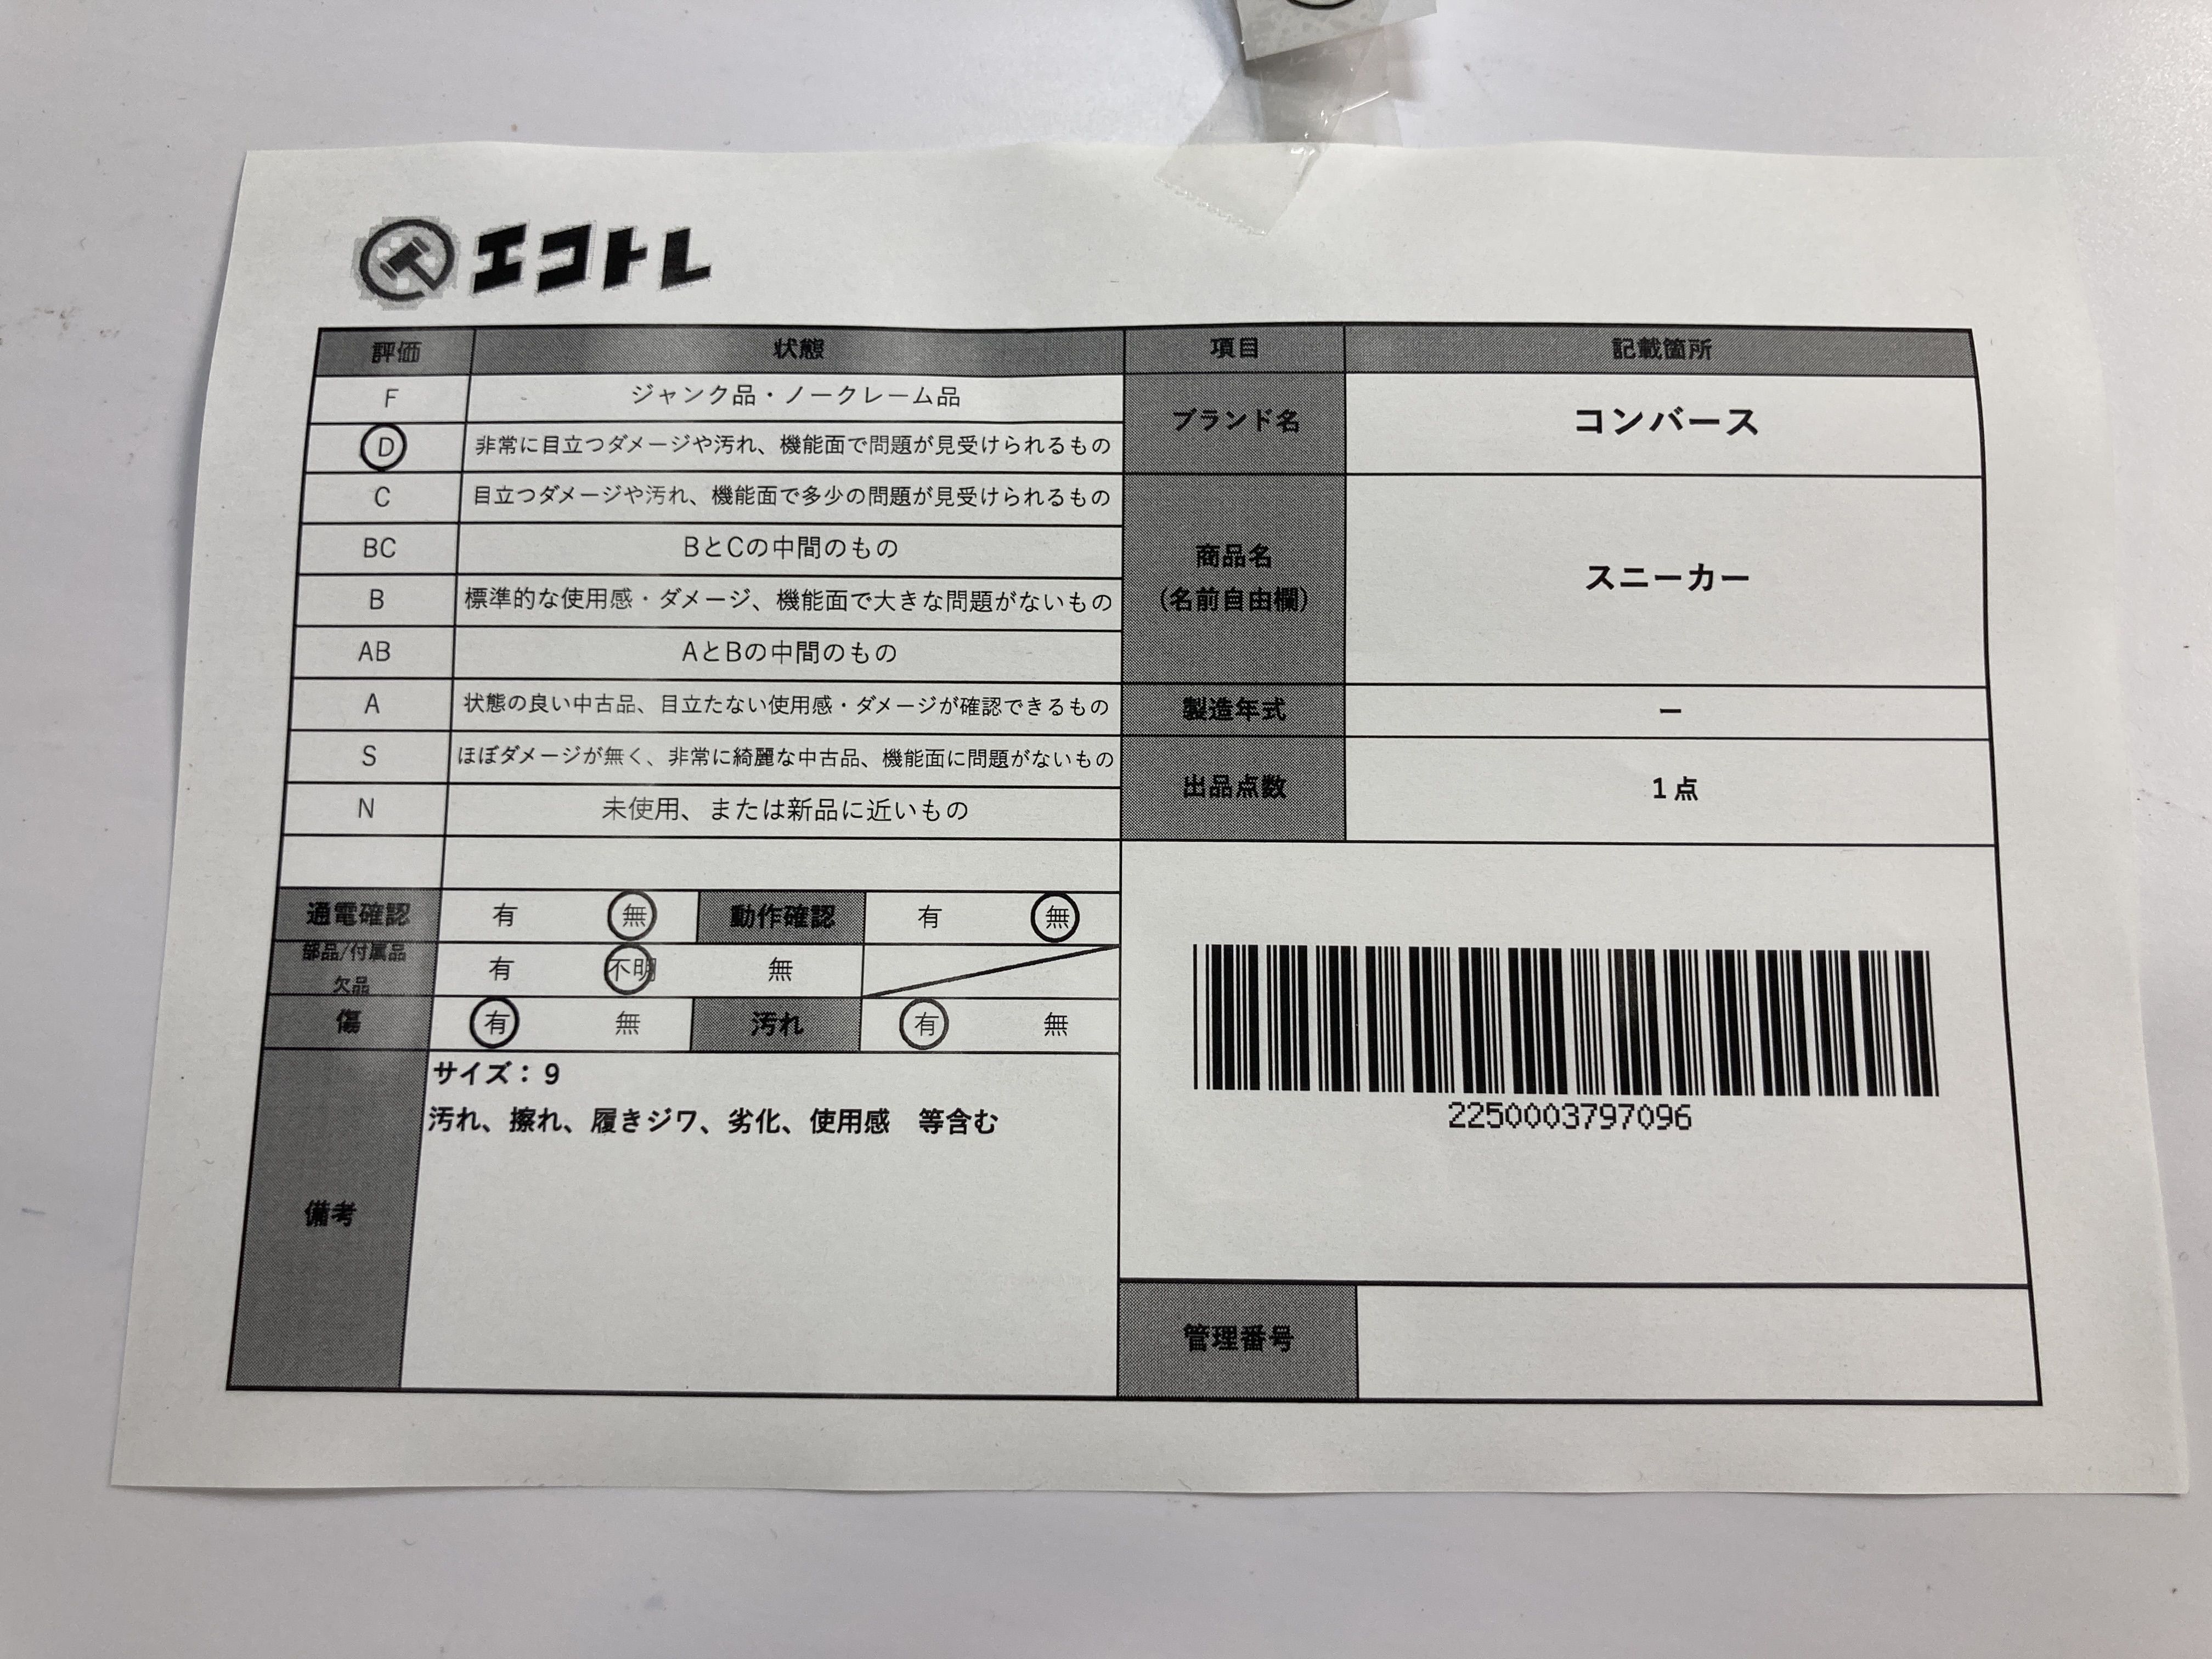 エコトレ
評価 状態 項目 記載箇所
F ジャンク品・ノークレーム品
D 非常に目立つダメージや汚れ、機能面で問題が見受けられるもの
C 目立つダメージや汚れ、機能面で多少の問題が見受けられるもの
BC BとCの中間のもの
B 標準的な使用感・ダメージ、機能面で大きな問題がないもの
AB AとBの中間のもの
A 状態の良い中古品、目立たない使用感・ダメージが確認できるもの
S ほぼダメージが無く、非常に綺麗な中古品、機能面に問題がないもの
N 未使用、または新品に近いもの
ブランド名 コンバース
商品名
(名前自由欄)
スニーカー
製造年式 ー
出品点数 1点
通電確認 有 無 動作確認 有 無
部品/付属品
欠品
有 不明 無
傷 有 無 汚れ 有 無
備考
サイズ：9
汚れ、擦れ、履きジワ、劣化、使用感 等含む
2250003797096
管理番号